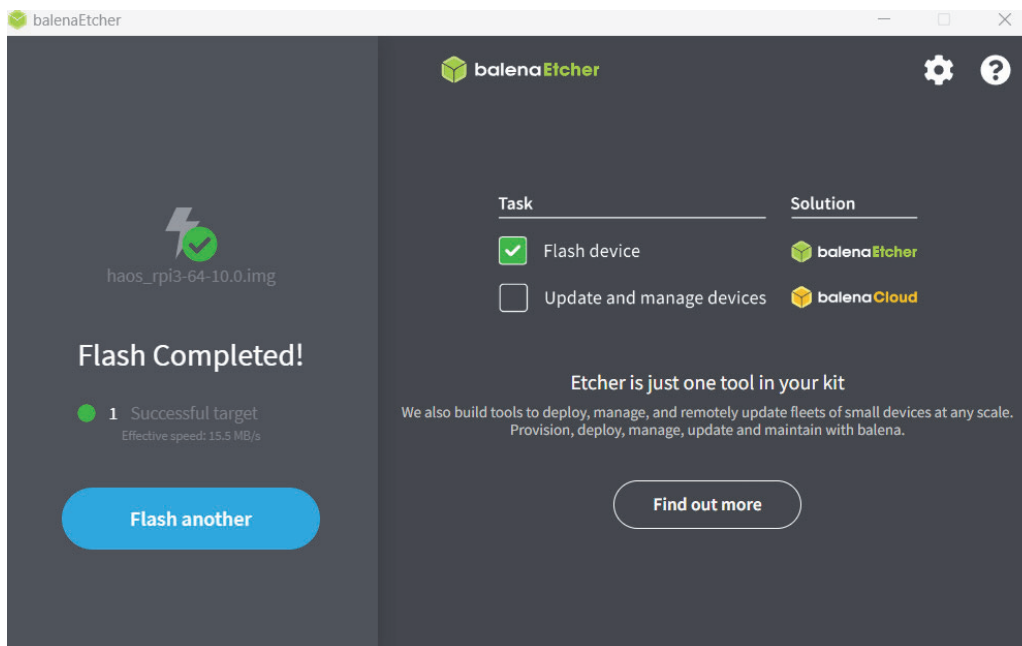 balenaEtcher
balenaEtcher
haos_rpi3-64-10.0.img
Flash Completed!
1 Successful target
Effective speed: 15.5 MB/s
Flash another
Task Solution
Flash device balenaEtcher
Update and manage devices balenaCloud
Etcher is just one tool in your kit
We also build tools to deploy, manage, and remotely update fleets of small devices at any scale.
Provision, deploy, manage, update and maintain with balena.
Find out more